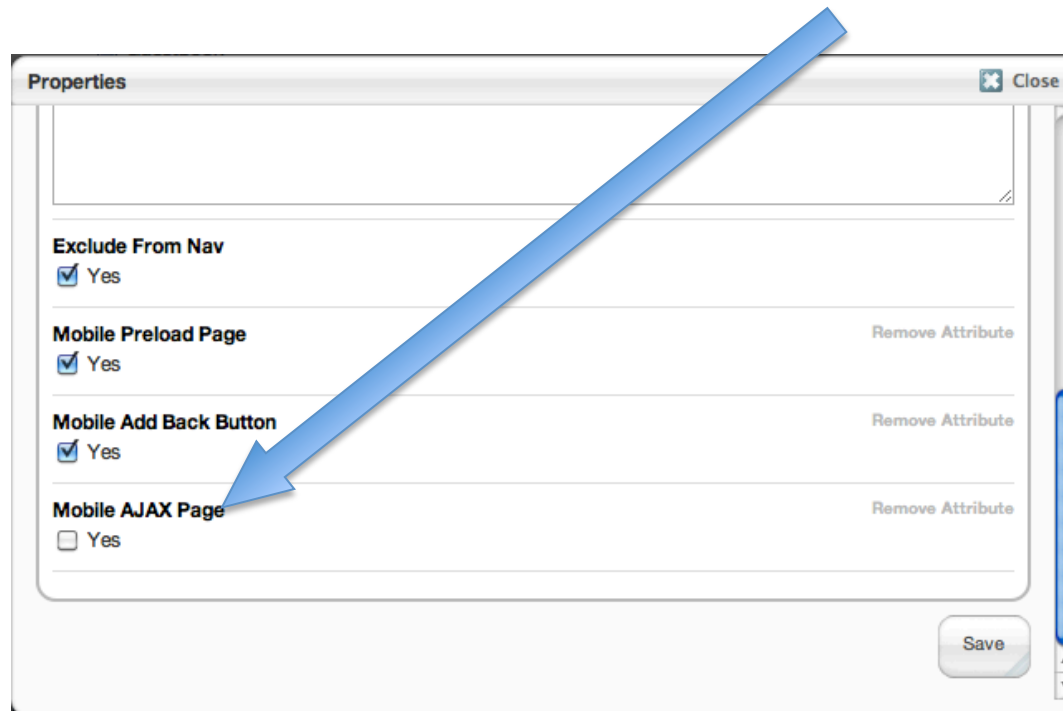 Properties
Close
Exclude From Nav
Yes
Mobile Preload Page
Remove Attribute
Yes
Mobile Add Back Button
Remove Attribute
Yes
Mobile AJAX Page
Remove Attribute
Yes
Save